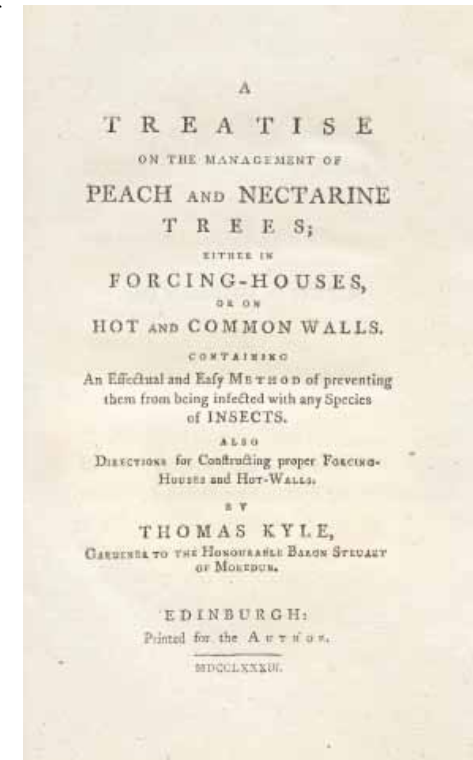 A
TREATISE
ON THE MANAGEMENT OF
PEACH AND NECTARINE
TREES;
EITHER IN
FORCING-HOUSES,
OR ON
HOT AND COMMON WALLS.
CONTAINING
An Effectual and Eaſy METHOD of preventing
them from being infected with any Species
of INSECTS.
ALSO
DIRECTIONS for Conſtructing proper FORCING-
HOUSES and HOT-WALLS.
BY
THOMAS KYLE,
GARDENER TO THE HONOURABLE BARON STEUART
OF MOREDUN.
EDINBURGH:
Printed for the AUTHOR.
MDCCLXXXIII.